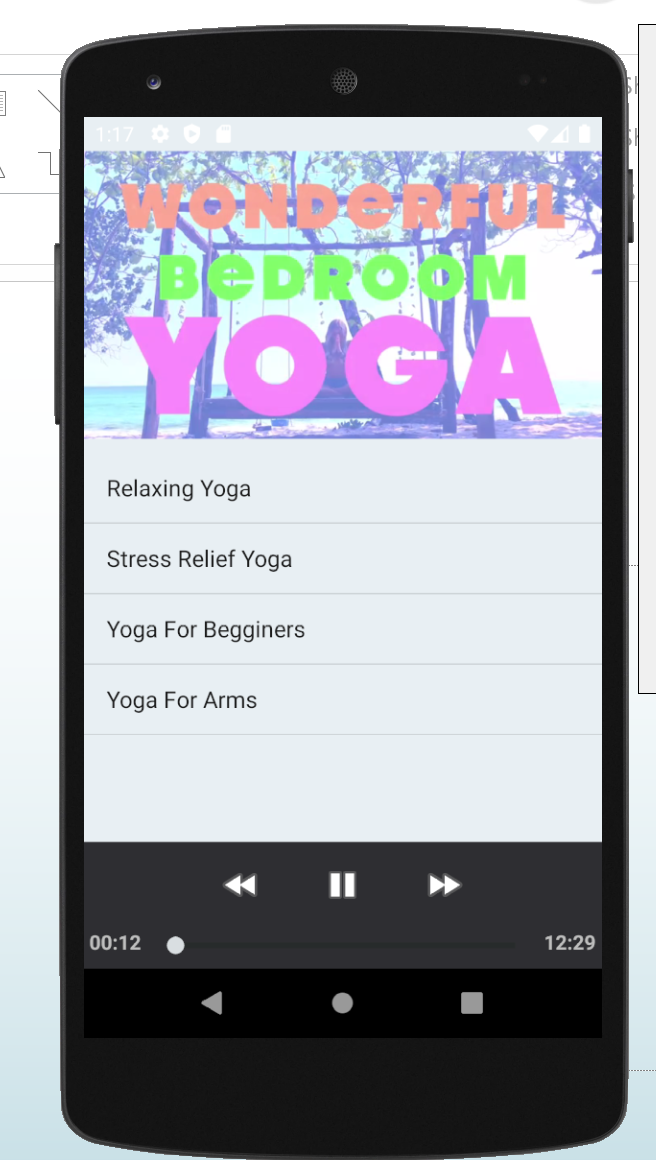 1:17
WONDERFUL
BEDROOM
YOGA
Relaxing Yoga
Stress Relief Yoga
Yoga For Begginers
Yoga For Arms
00:12 12:29